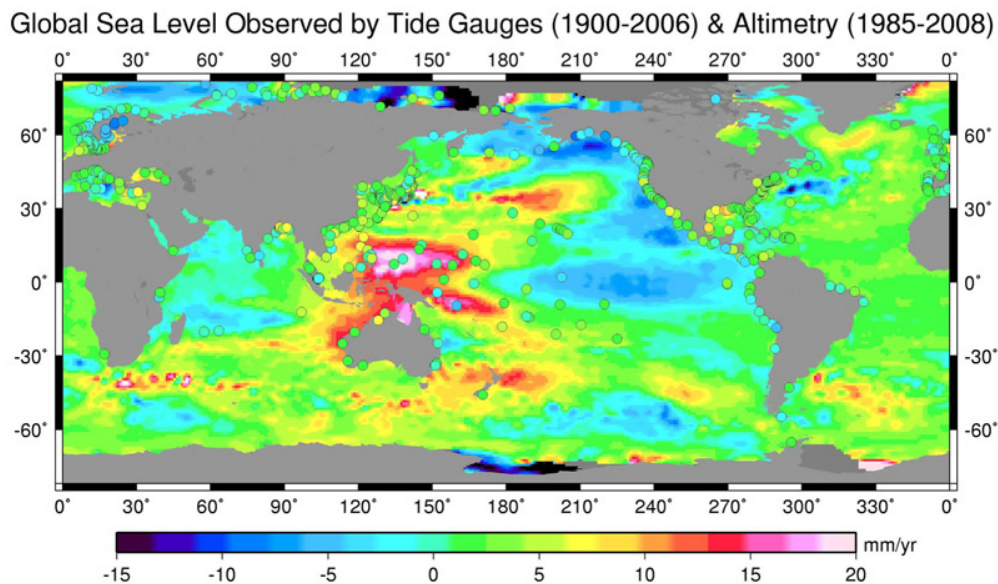 Global Sea Level Observed by Tide Gauges (1900-2006) & Altimetry (1985-2008)
0° 30° 60° 90° 120° 150° 180° 210° 240° 270° 300° 330° 0°
60° 60°
30° 30°
0° 0°
-30° -30°
-60° -60°
0° 30° 60° 90° 120° 150° 180° 210° 240° 270° 300° 330° 0°
mm/yr
-15 -10 -5 0 5 10 15 20